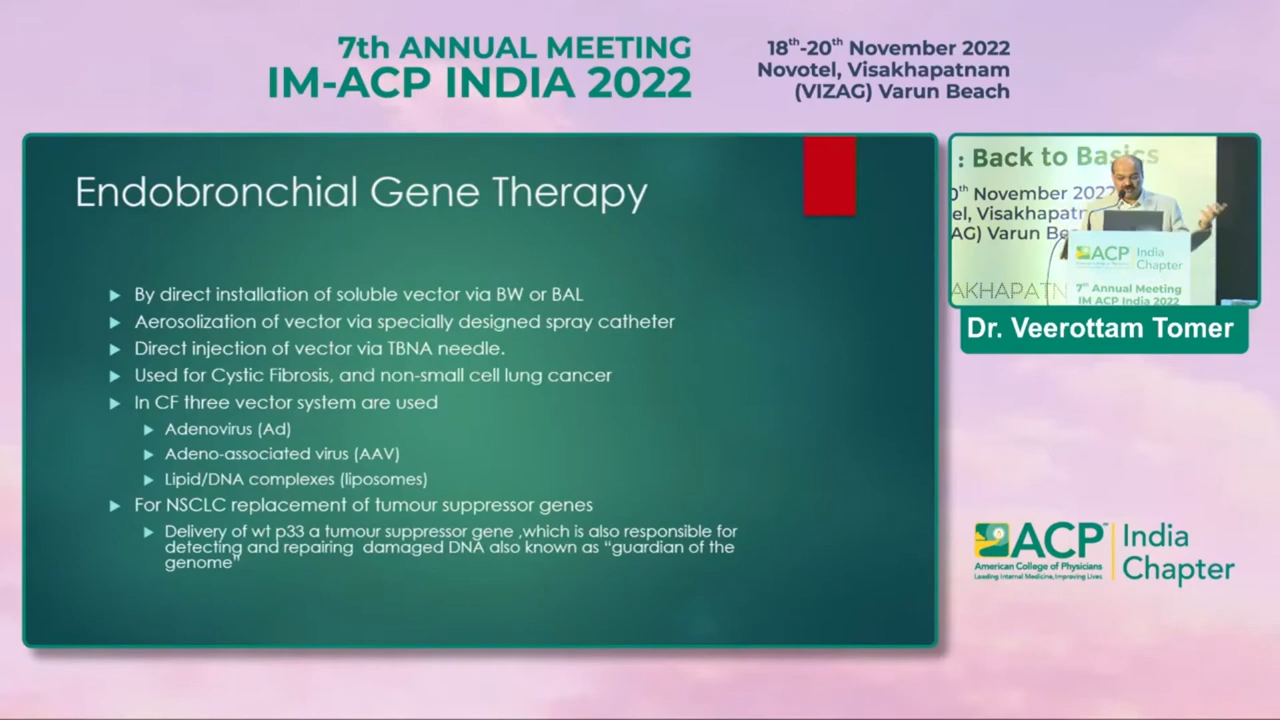 7th ANNUAL MEETING
IM-ACP INDIA 2022
18th-20th November 2022
Novotel, Visakhapatnam
(VIZAG) Varun Beach
Endobronchial Gene Therapy
By direct installation of soluble vector via BW or BAL
Aerosolization of vector via specially designed spray catheter
Direct injection of vector via TBNA needle.
Used for Cystic Fibrosis, and non-small cell lung cancer
In CF three vector system are used
Adenovirus (Ad)
Adeno-associated virus (AAV)
Lipid/DNA complexes (liposomes)
For NSCLC replacement of tumour suppressor genes
Delivery of wt p33 a tumour suppressor gene ,which is also responsible for
detecting and repairing damaged DNA also known as “guardian of the
genome”
: Back to Basics
0th November 2022
el, Visakhapatn
AG) Varun Be
AKHAPATN
ACP India
Chapter
7th Annual Meeting
IM ACP India 2022
Dr. Veerottam Tomer
ACP™
American College of Physicians
Leading Internal Medicine, Improving Lives
India
Chapter